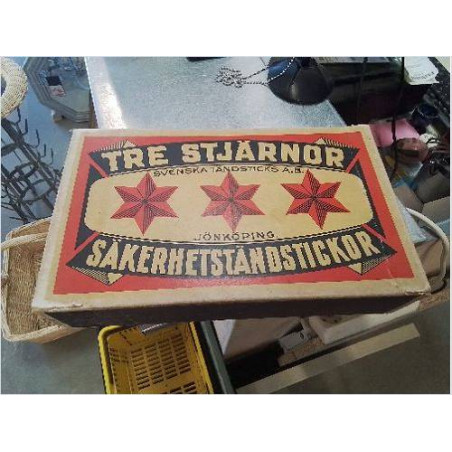 TRE STJÄRNOR
SVENSKA TÄNDSTICKS A.B.
JÖNKÖPING
SÄKERHETSTÄNDSTICKOR